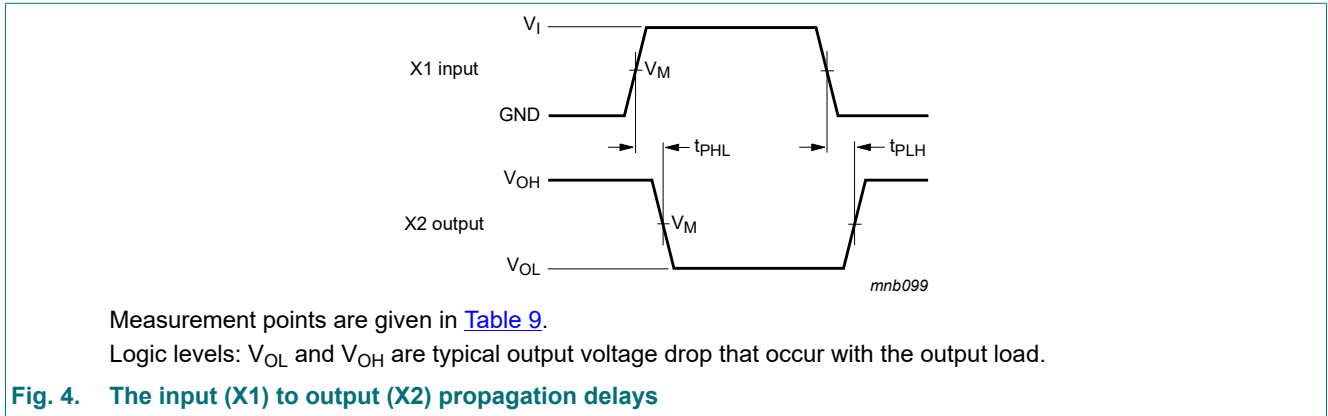 VI
X1 input
VM
GND
tPHL
tPLH
VOH
X2 output
VM
VOL
mnb099
Measurement points are given in Table 9.
Logic levels: VOL and VOH are typical output voltage drop that occur with the output load.
Fig. 4. The input (X1) to output (X2) propagation delays